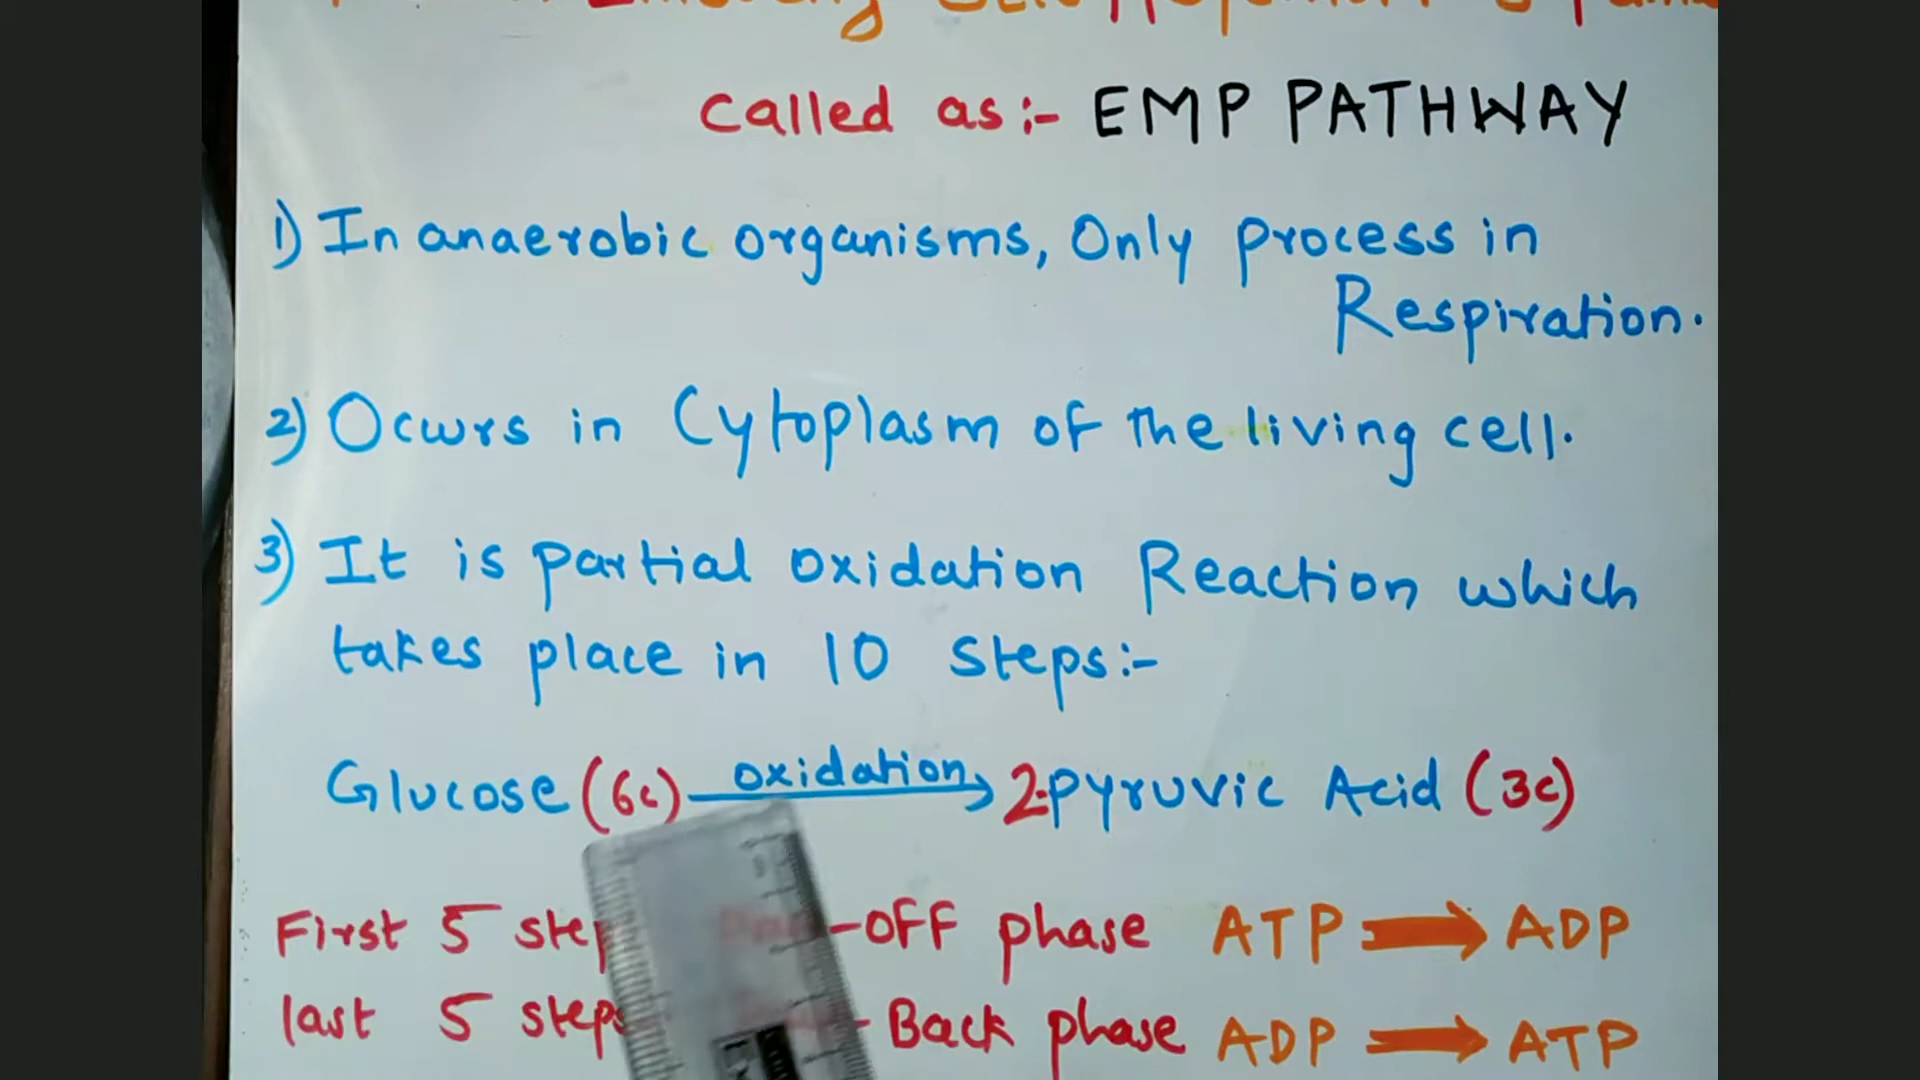 Called as:- EMP PATHWAY
1) In anaerobic organisms, Only process in
Respiration.
2) Ocurs in Cytoplasm of the living cell.
3) It is partial oxidation Reaction which
takes place in 10 steps:-
Glucose (6c) oxidation 2-pyruvic Acid (3c)
First 5 step -OFF phase ATP ADP
last 5 steps - Back phase ADP ATP